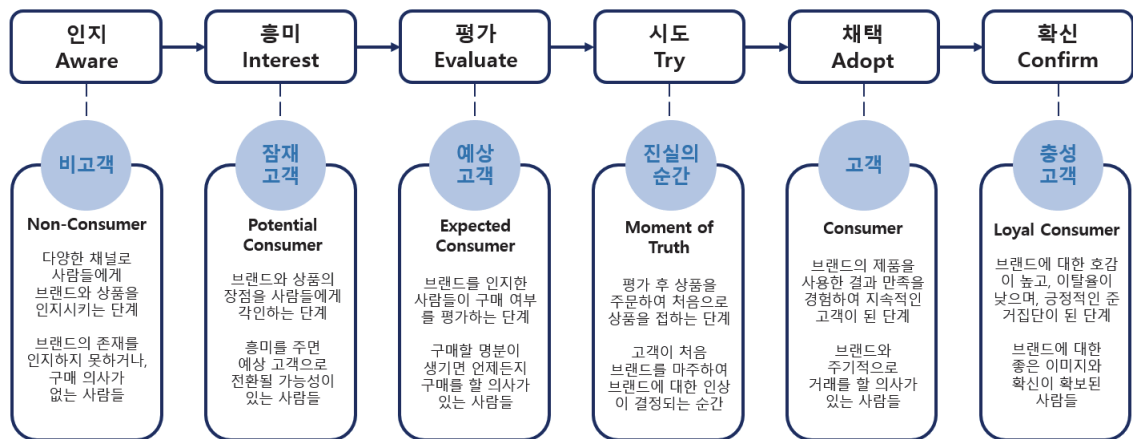 인지
Aware
흥미
Interest
평가
Evaluate
시도
Try
채택
Adopt
확신
Confirm
비고객
Non-Consumer
다양한 채널로
사람들에게
브랜드와 상품을
인지시키는 단계
브랜드의 존재를
인지하지 못하거나,
구매 의사가
없는 사람들
잠재
고객
Potential
Consumer
브랜드와 상품의
장점을 사람들에게
각인하는 단계
흥미를 주면
예상 고객으로
전환될 가능성이
있는 사람들
예상
고객
Expected
Consumer
브랜드를 인지한
사람들이 구매 여부
를 평가하는 단계
구매할 명분이
생기면 언제든지
구매를 할 의사가
있는 사람들
진실의
순간
Moment of
Truth
평가 후 상품을
주문하여 처음으로
상품을 접하는 단계
고객이 처음
브랜드를 마주하여
브랜드에 대한 인상
이 결정되는 순간
고객
Consumer
브랜드의 제품을
사용한 결과 만족을
경험하여 지속적인
고객이 된 단계
브랜드와
주기적으로
거래를 할 의사가
있는 사람들
충성
고객
Loyal Consumer
브랜드에 대한 호감
이 높고, 이탈율이
낮으며, 긍정적인 준
거집단이 된 단계
브랜드에 대한
좋은 이미지와
확신이 확보된
사람들